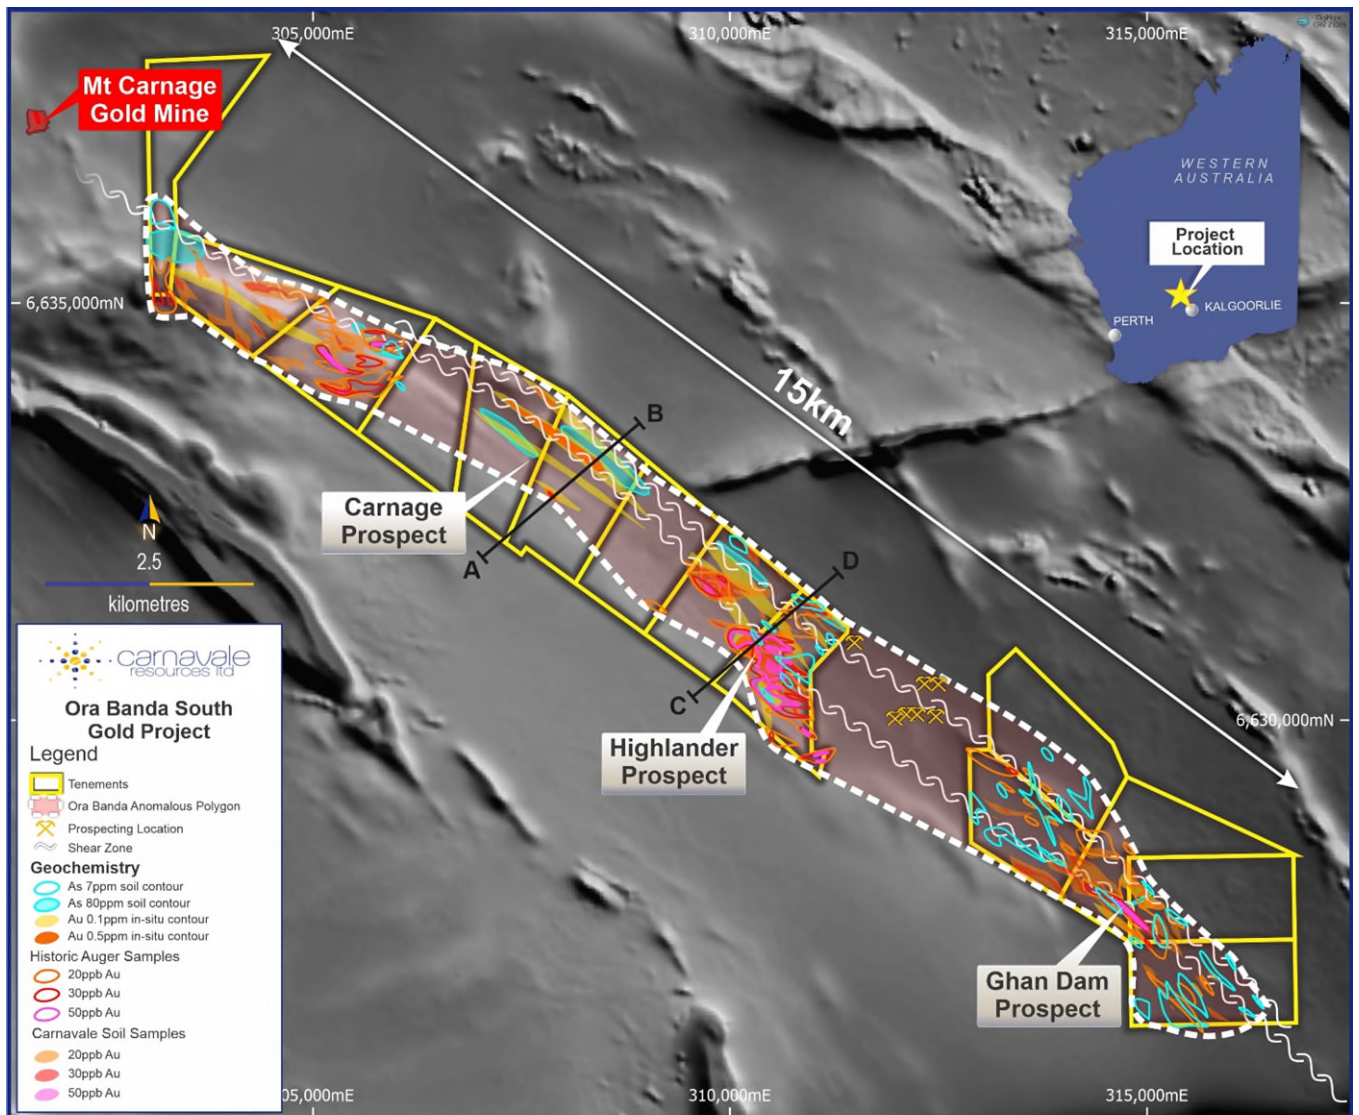 305,000mE
310,000mE
315,000mE
Mt Carnage
Gold Mine
WESTERN
AUSTRALIA
Project
Location
KALGOORLIE
PERTH
6,635,000mN
15km
B
Carnage
Prospect
A
N
2.5
kilometres
D
C
6,630,000mN
Highlander
Prospect
Ghan Dam
Prospect
carnavale
resources ltd
Ora Banda South
Gold Project
Legend
Tenements
Ora Banda Anomalous Polygon
Prospecting Location
Shear Zone
Geochemistry
As 7ppm soil contour
As 80ppm soil contour
Au 0.1ppm in-situ contour
Au 0.5ppm in-situ contour
Historic Auger Samples
20ppb Au
30ppb Au
50ppb Au
Carnavale Soil Samples
20ppb Au
30ppb Au
50ppb Au
05,000mE
310,000mE
315,000mE